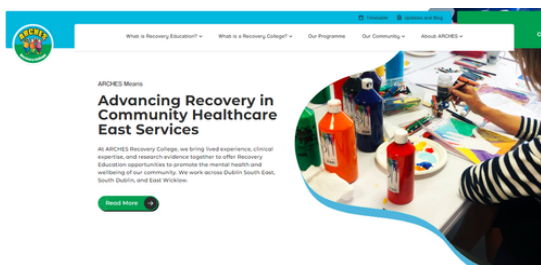 Timetable Updates and Blog
ARCHES
What is Recovery Education? What is a Recovery College? Our Programme Our Community About ARCHES
ARCHES Means
Advancing Recovery in
Community Healthcare
East Services
At ARCHES Recovery College, we bring lived experience, clinical
expertise, and research evidence together to offer Recovery
Education opportunities to promote the mental health and
wellbeing of our community. We work across Dublin South East,
South Dublin, and East Wicklow.
Read More